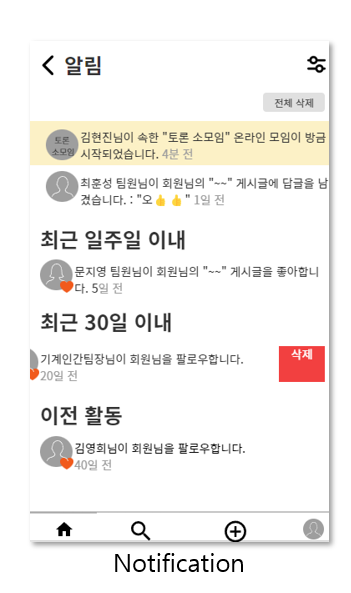 알림
전체 삭제
토론
소모임
김현진님이 속한 "토론 소모임" 온라인 모임이 방금
시작되었습니다. 4분 전
최훈성 팀원님이 회원님의 "~~" 게시글에 답글을 남
겼습니다. : "오👍👍" 1일 전
최근 일주일 이내
문지영 팀원님이 회원님의 "~~" 게시글을 좋아합니
다. 5일 전
최근 30일 이내
기계인간팀장님이 회원님을 팔로우합니다.
20일 전
삭제
이전 활동
김영희님이 회원님을 팔로우합니다.
40일 전
Notification